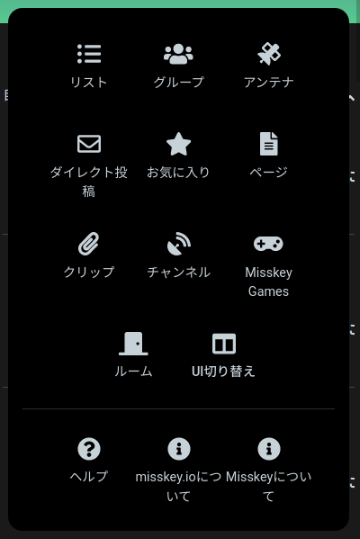 リスト
グループ
アンテナ
ダイレクト投
稿
お気に入り
ページ
クリップ
チャンネル
Misskey
Games
ルーム
UI切り替え
ヘルプ
misskey.ioにつ
いて
Misskeyについ
て